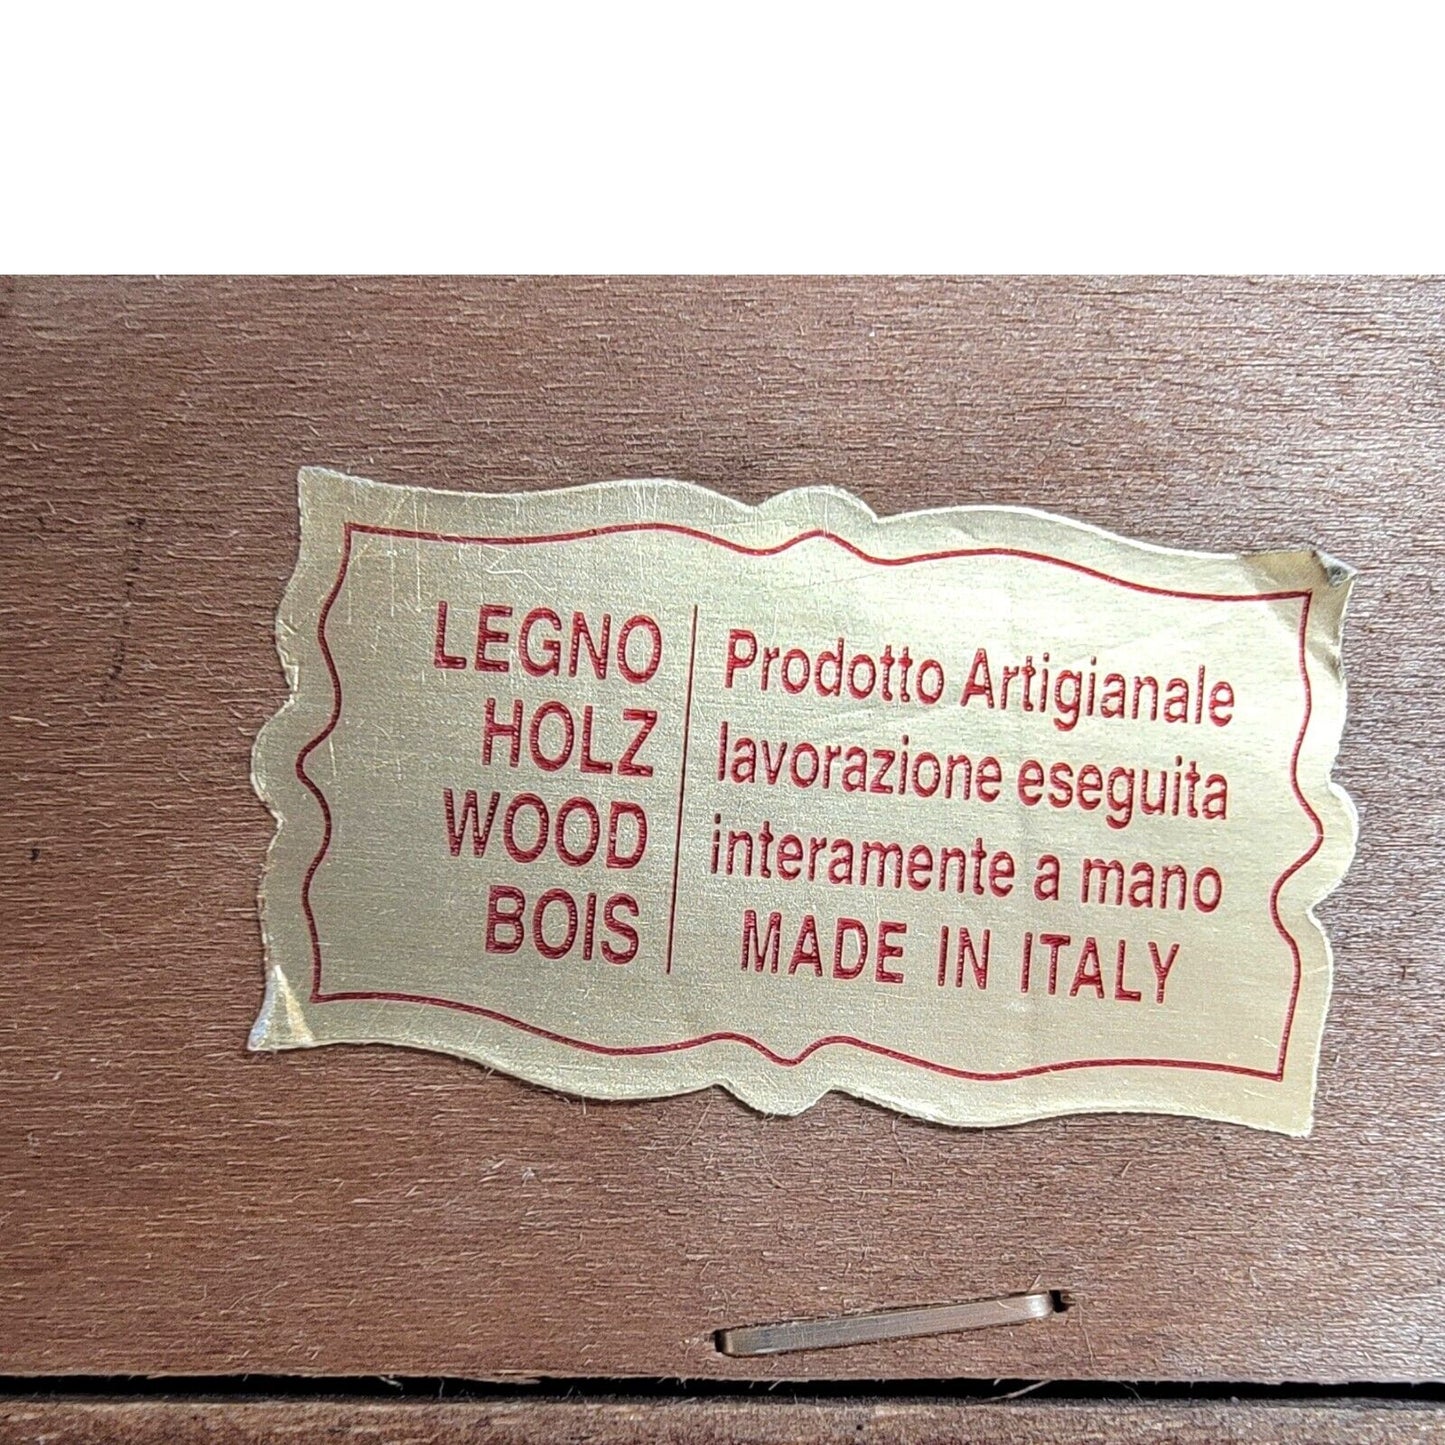 LEGNO
HOLZ
WOOD
BOIS
Prodotto Artigianale
lavorazione eseguita
interamente a mano
MADE IN ITALY